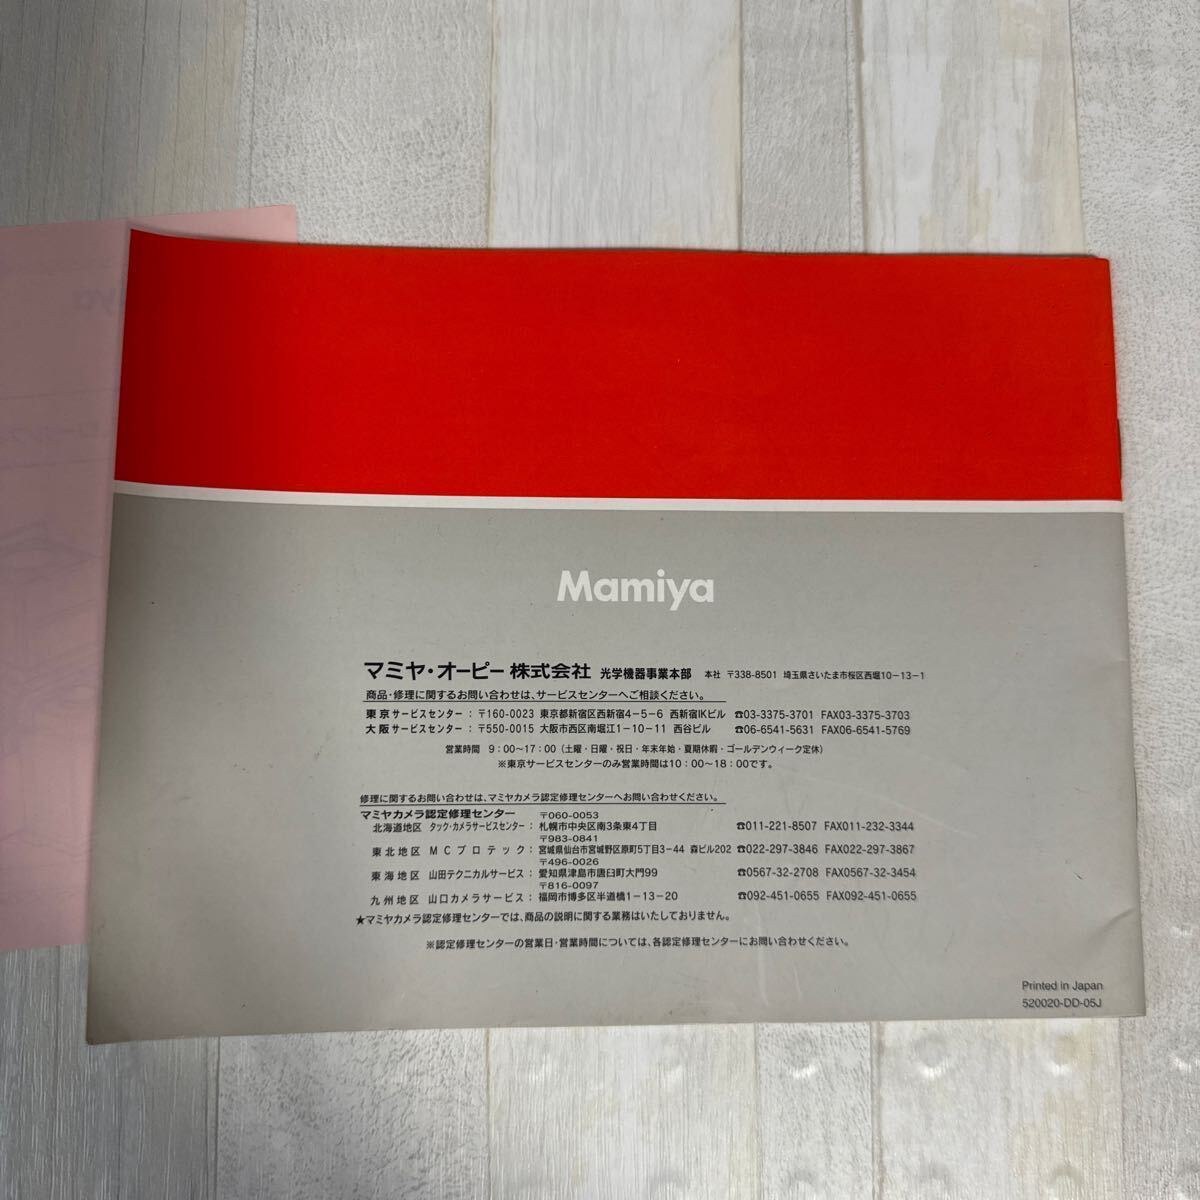 Mamiya
マミヤ・オーピー 株式会社 光学機器事業本部 本社 〒338-8501 埼玉県さいたま市桜区西堀10-13-1
商品・修理に関するお問い合わせは、サービスセンターへご相談ください。
東京サービスセンター：〒160-0023 東京都新宿区西新宿4-5-6 西新宿IKビル ☎03-3375-3701 FAX03-3375-3703
大阪サービスセンター：〒550-0015 大阪市西区南堀江1-10-11 西谷ビル ☎06-6541-5631 FAX06-6541-5769
営業時間 9：00〜17：00（土曜・日曜・祝日・年末年始・夏期休暇・ゴールデンウィーク定休）
※東京サービスセンターのみ営業時間は10：00〜18：00です。
修理に関するお問い合わせは、マミヤカメラ認定修理センターへお問い合わせください。
マミヤカメラ認定修理センター 〒060-0053
北海道地区 タック・カメラサービスセンター：札幌市中央区南3条東4丁目 ☎011-221-8507 FAX011-232-3344
〒983-0841
東北地区 MCプロテック：宮城県仙台市宮城野区原町5丁目3-44 森ビル202 ☎022-297-3846 FAX022-297-3867
〒496-0026
東海地区 山田テクニカルサービス：愛知県津島市唐臼町大門99 ☎0567-32-2708 FAX0567-32-3454
〒816-0097
九州地区 山口カメラサービス：福岡市博多区半道橋1-13-20 ☎092-451-0655 FAX092-451-0655
★マミヤカメラ認定修理センターでは、商品の説明に関する業務はいたしておりません。
※認定修理センターの営業日・営業時間については、各認定修理センターにお問い合わせください。
Printed in Japan
520020-DD-05J